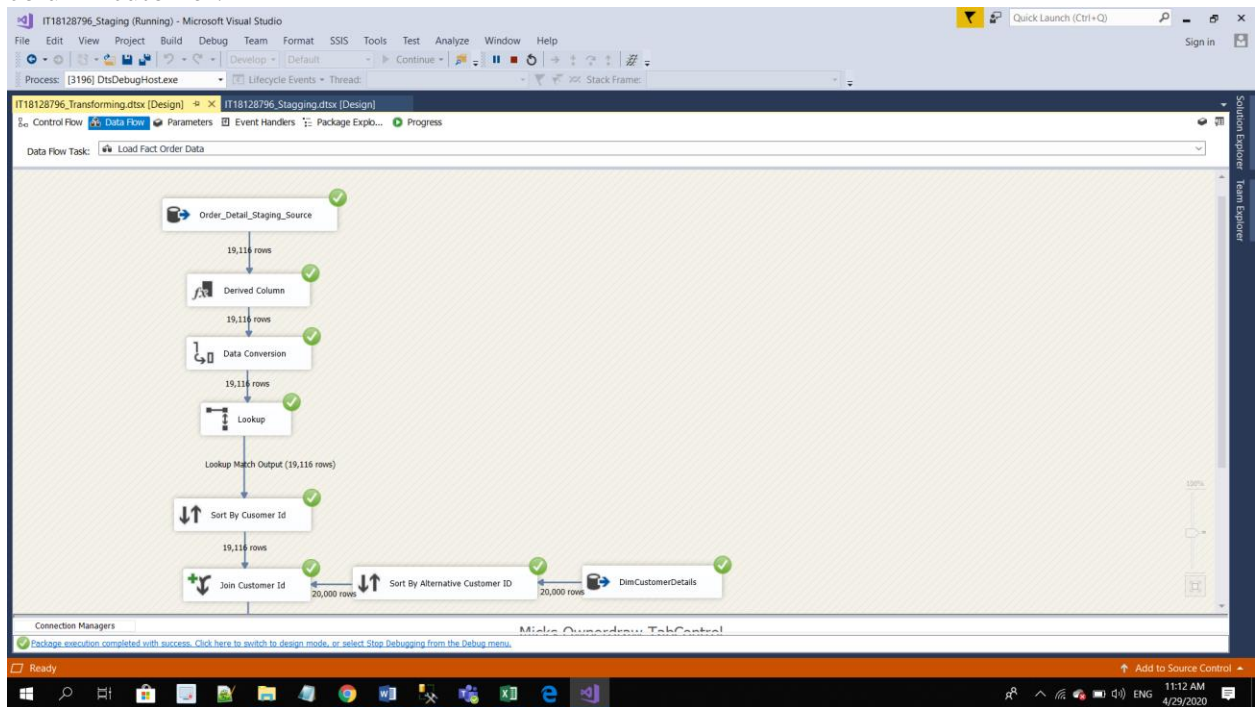 IT18128796_Staging (Running) - Microsoft Visual Studio
Quick Launch (Ctrl+Q)
File Edit View Project Build Debug Team Format SSIS Tools Test Analyze Window Help
Sign in
Develop Default Continue
Process: [3196] DtsDebugHost.exe Lifecycle Events Thread: Stack Frame:
IT18128796_Transforming.dtsx [Design] IT18128796_Stagging.dtsx [Design]
Control Flow Data Flow Parameters Event Handlers Package Explo... Progress
Data Flow Task: Load Fact Order Data
Solution Explorer
Team Explorer
Order_Detail_Staging_Source
19,116 rows
Derived Column
19,116 rows
Data Conversion
19,116 rows
Lookup
Lookup Match Output (19,116 rows)
100%
Sort By Cusomer Id
19,116 rows
Join Customer Id
20,000 rows
Sort By Alternative Customer ID
20,000 rows
DimCustomerDetails
Connection Managers
Micks Ownerdraw TabControl
Package execution completed with success. Click here to switch to design mode, or select Stop Debugging from the Debug menu.
Ready
Add to Source Control
ENG
11:12 AM
4/29/2020